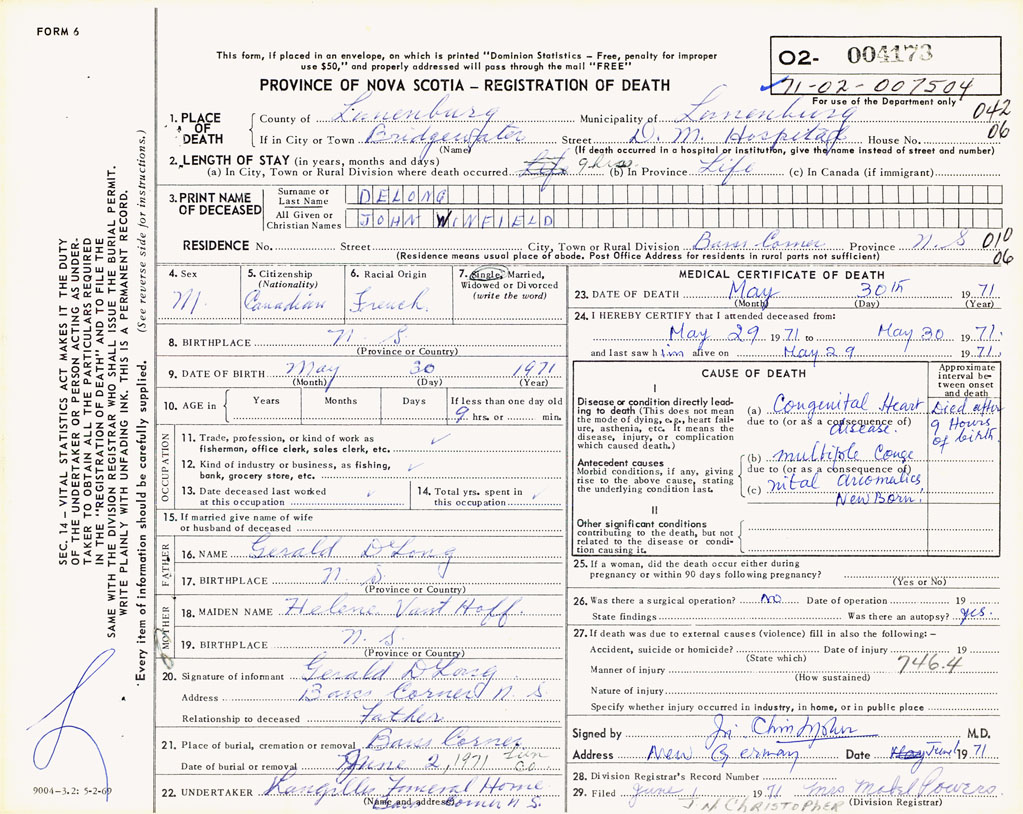 FORM 6
This form, if placed in an envelope, on which is printed "Dominion Statistics – Free, penalty for improper
use $50," and properly addressed will pass through the mail "FREE"
O2- 004173
71-02-007504
For use of the Department only
PROVINCE OF NOVA SCOTIA – REGISTRATION OF DEATH
1. PLACE OF DEATH
County of Lunenburg Municipality of Lunenburg 042
If in City or Town Bridgewater Street D. M. Hospital House No. 06
(Name) (If death occurred in a hospital or institution, give the name instead of street and number)
2. LENGTH OF STAY (in years, months and days)
(a) In City, Town or Rural Division where death occurred Life 9 hrs (b) In Province Life (c) In Canada (if immigrant)
3. PRINT NAME OF DECEASED
Surname or Last Name DELONG
All Given or Christian Names JOHN WINFIELD
RESIDENCE No. Street City, Town or Rural Division Barss Corner Province N. S 010
(Residence means usual place of abode. Post Office Address for residents in rural parts not sufficient) 06
4. Sex M.
5. Citizenship (Nationality) Canadian
6. Racial Origin French
7. Single, Married, Widowed or Divorced (write the word)
8. BIRTHPLACE N. S.
(Province or Country)
9. DATE OF BIRTH May 30 1971
(Month) (Day) (Year)
10. AGE in Years Months Days If less than one day old
9 hrs. or min.
OCCUPATION
11. Trade, profession, or kind of work as
fisherman, office clerk, sales clerk, etc.
12. Kind of industry or business, as fishing,
bank, grocery store, etc.
13. Date deceased last worked
at this occupation
14. Total yrs. spent in
this occupation
15. If married give name of wife
or husband of deceased
FATHER
16. NAME Gerald DeLong
17. BIRTHPLACE N. S.
(Province or Country)
MOTHER
18. MAIDEN NAME Helene Vant Hoff
19. BIRTHPLACE N. S.
(Province or Country)
20. Signature of informant Gerald DeLong
Address Barss Corner N S
Relationship to deceased Father
21. Place of burial, cremation or removal Barss Corner
Date of burial or removal June 2, 1971 Lun Co.
22. UNDERTAKER Langilles Funeral Home
(Name and address) Barss Corner N S.
MEDICAL CERTIFICATE OF DEATH
23. DATE OF DEATH May 30th 1971
(Month) (Day) (Year)
24. I HEREBY CERTIFY that I attended deceased from:
May 29 1971 to May 30 1971.
and last saw him alive on May 29 1971.
CAUSE OF DEATH
Approximate interval between onset and death
I
Disease or condition directly leading
to death (This does not mean
the mode of dying, e.g., heart failure,
asthenia, etc. It means the
disease, injury, or complication
which caused death.)
(a) Congenital Heart
due to (or as a consequence of)
disease.
Died after
9 Hours
of birth.
Antecedent causes
Morbid conditions, if any, giving
rise to the above cause, stating
the underlying condition last.
(b) multiple Conge
due to (or as a consequence of)
(c) nital anomalies
New Born.
II
Other significant conditions
contributing to the death, but not
related to the disease or condition
causing it.
25. If a woman, did the death occur either during
pregnancy or within 90 days following pregnancy?
(Yes or No)
26. Was there a surgical operation? No Date of operation 19
State findings Was there an autopsy? yes.
27. If death was due to external causes (violence) fill in also the following: –
Accident, suicide or homicide? Date of injury 19
(State which) 746.4
Manner of injury
(How sustained)
Nature of injury
Specify whether injury occurred in industry, in home, or in public place
Signed by J. Christopher M.D.
Address New Germany Date May June 1 1971
28. Division Registrar's Record Number
29. Filed June 1 1971 Mrs Mabel Powers
J M CHRISTOPHER (Division Registrar)
SEC. 14 – VITAL STATISTICS ACT MAKES IT THE DUTY
OF THE UNDERTAKER OR PERSON ACTING AS UNDERTAKER
TO OBTAIN ALL THE PARTICULARS REQUIRED
IN THE "REGISTRATION OF DEATH" AND TO FILE THE
SAME WITH THE DIVISION REGISTRAR WHO SHALL ISSUE THE BURIAL PERMIT.
WRITE PLAINLY WITH UNFADING INK. THIS IS A PERMANENT RECORD.
Every item of information should be carefully supplied. (See reverse side for instructions.)
9004-3.2: 5-2-69